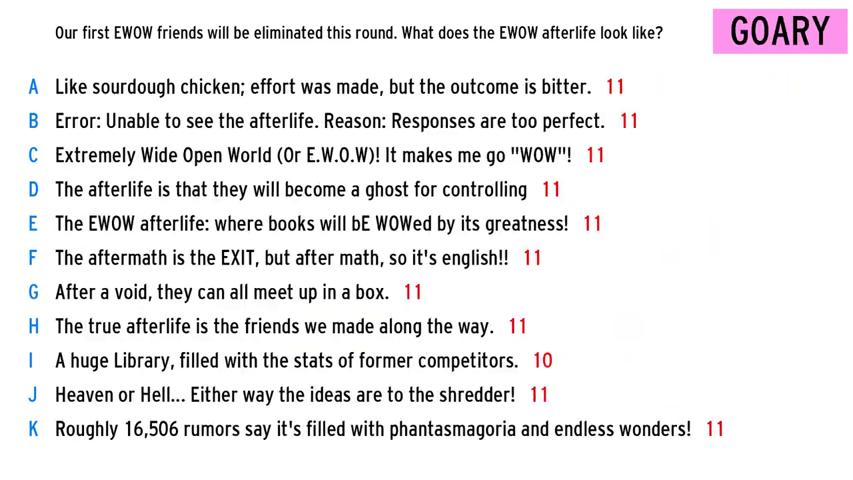 Our first EWOW friends will be eliminated this round. What does the EWOW afterlife look like?
GOARY
A Like sourdough chicken; effort was made, but the outcome is bitter. 11
B Error: Unable to see the afterlife. Reason: Responses are too perfect. 11
C Extremely Wide Open World (Or E.W.O.W)! It makes me go "WOW"! 11
D The afterlife is that they will become a ghost for controlling 11
E The EWOW afterlife: where books will bE WOWed by its greatness! 11
F The aftermath is the EXIT, but after math, so it's english!! 11
G After a void, they can all meet up in a box. 11
H The true afterlife is the friends we made along the way. 11
I A huge Library, filled with the stats of former competitors. 10
J Heaven or Hell... Either way the ideas are to the shredder! 11
K Roughly 16,506 rumors say it's filled with phantasmagoria and endless wonders! 11